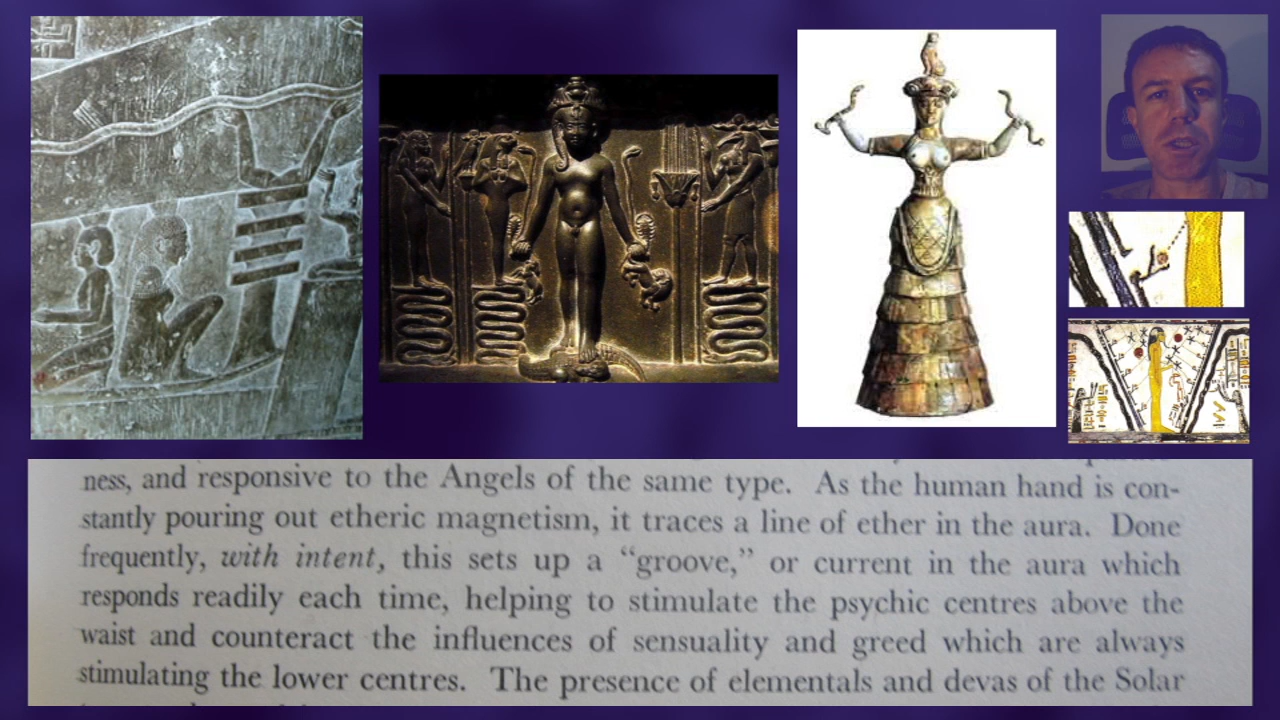 ness, and responsive to the Angels of the same type. As the human hand is con-
stantly pouring out etheric magnetism, it traces a line of ether in the aura. Done
frequently, with intent, this sets up a “groove,” or current in the aura which
responds readily each time, helping to stimulate the psychic centres above the
waist and counteract the influences of sensuality and greed which are always
stimulating the lower centres. The presence of elementals and devas of the Solar